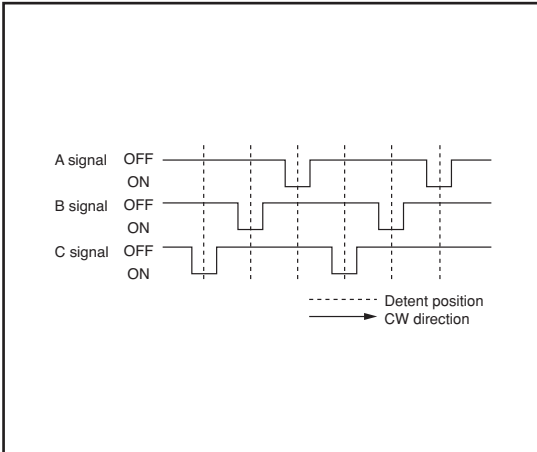 A signal OFF
ON
B signal OFF
ON
C signal OFF
ON
Detent position
CW direction